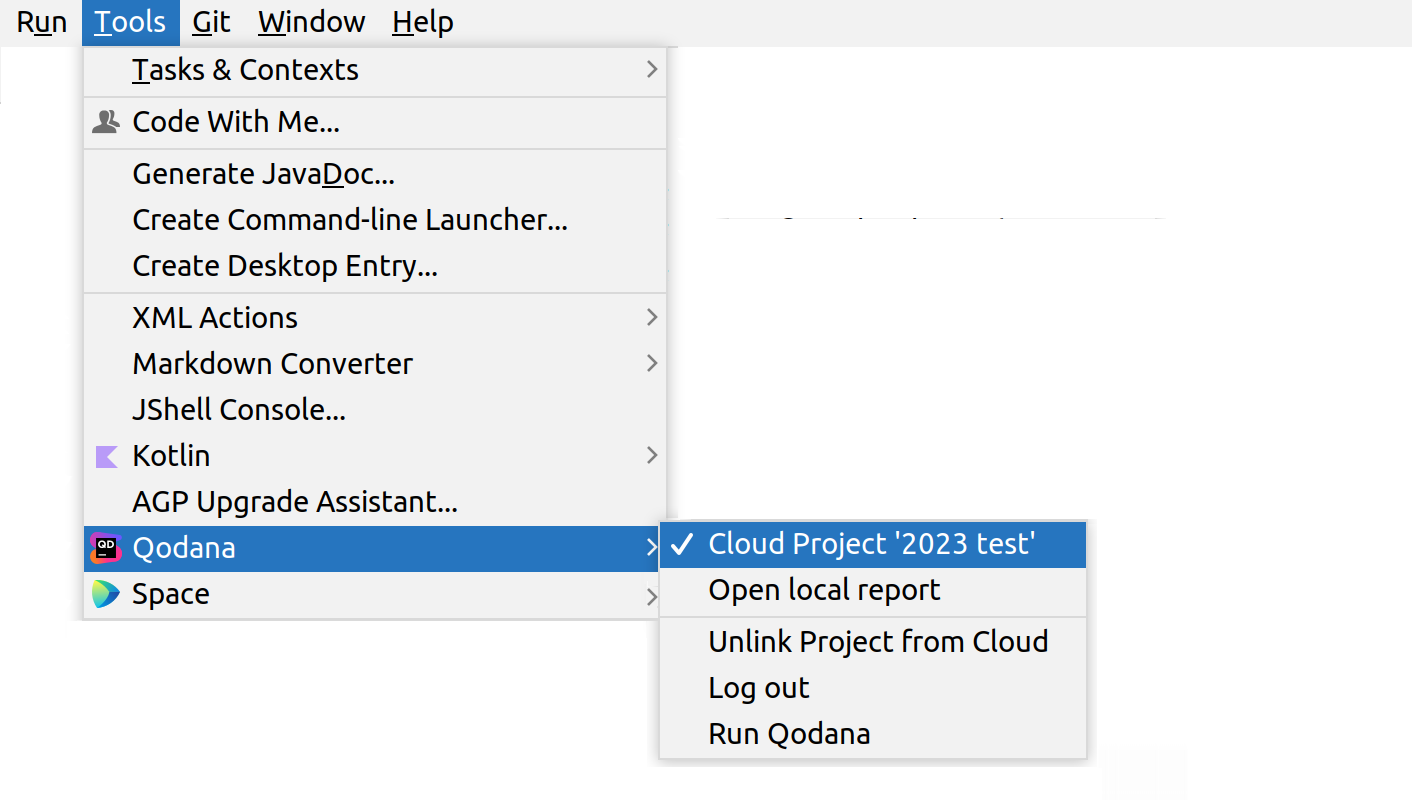 Run Tools Git Window Help
Tasks & Contexts
Code With Me...
Generate JavaDoc...
Create Command-line Launcher...
Create Desktop Entry...
XML Actions
Markdown Converter
JShell Console...
Kotlin
AGP Upgrade Assistant...
QD Qodana
Space
Cloud Project '2023 test'
Open local report
Unlink Project from Cloud
Log out
Run Qodana